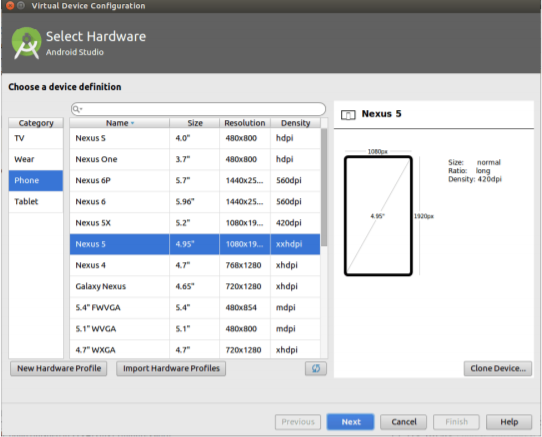 Virtual Device Configuration
Select Hardware
Android Studio
Choose a device definition
Category
TV
Wear
Phone
Tablet
Name Size Resolution Density
Nexus S 4.0" 480x800 hdpi
Nexus One 3.7" 480x800 hdpi
Nexus 6P 5.7" 1440x25... 560dpi
Nexus 6 5.96" 1440x25... 560dpi
Nexus 5X 5.2" 1080x19... 420dpi
Nexus 5 4.95" 1080x19... xxhdpi
Nexus 4 4.7" 768x1280 xhdpi
Galaxy Nexus 4.65" 720x1280 xhdpi
5.4" FWVGA 5.4" 480x854 mdpi
5.1" WVGA 5.1" 480x800 mdpi
4.7" WXGA 4.7" 720x1280 xhdpi
New Hardware Profile Import Hardware Profiles
Nexus 5
1080px
4.95"
1920px
Size: normal
Ratio: long
Density: 420dpi
Clone Device...
Previous Next Cancel Finish Help